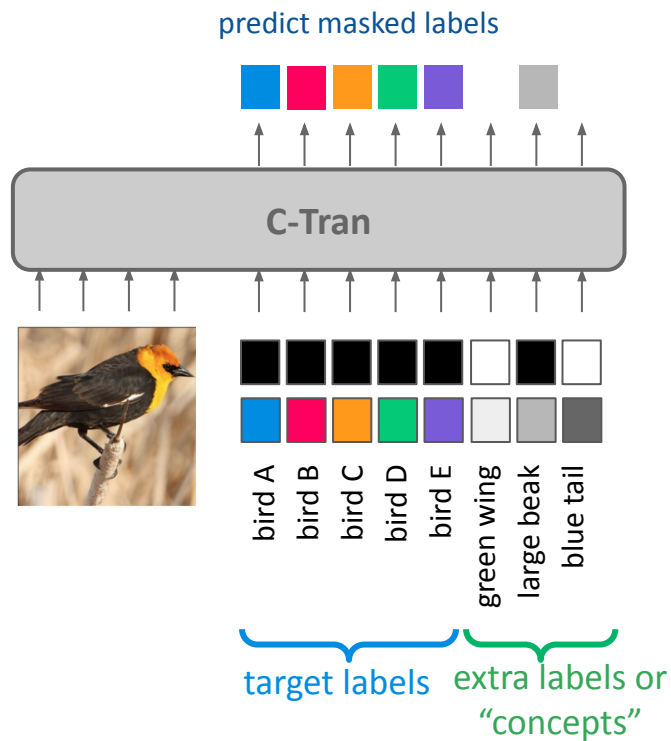 predict masked labels
C-Tran
bird A
bird B
bird C
bird D
bird E
green wing
large beak
blue tail
target labels
extra labels or
“concepts”